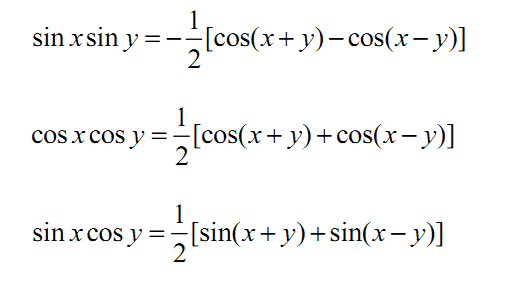 sin x sin y = −1/2[cos(x + y) − cos(x − y)]
cos x cos y = 1/2[cos(x + y) + cos(x − y)]
sin x cos y = 1/2[sin(x + y) + sin(x − y)]